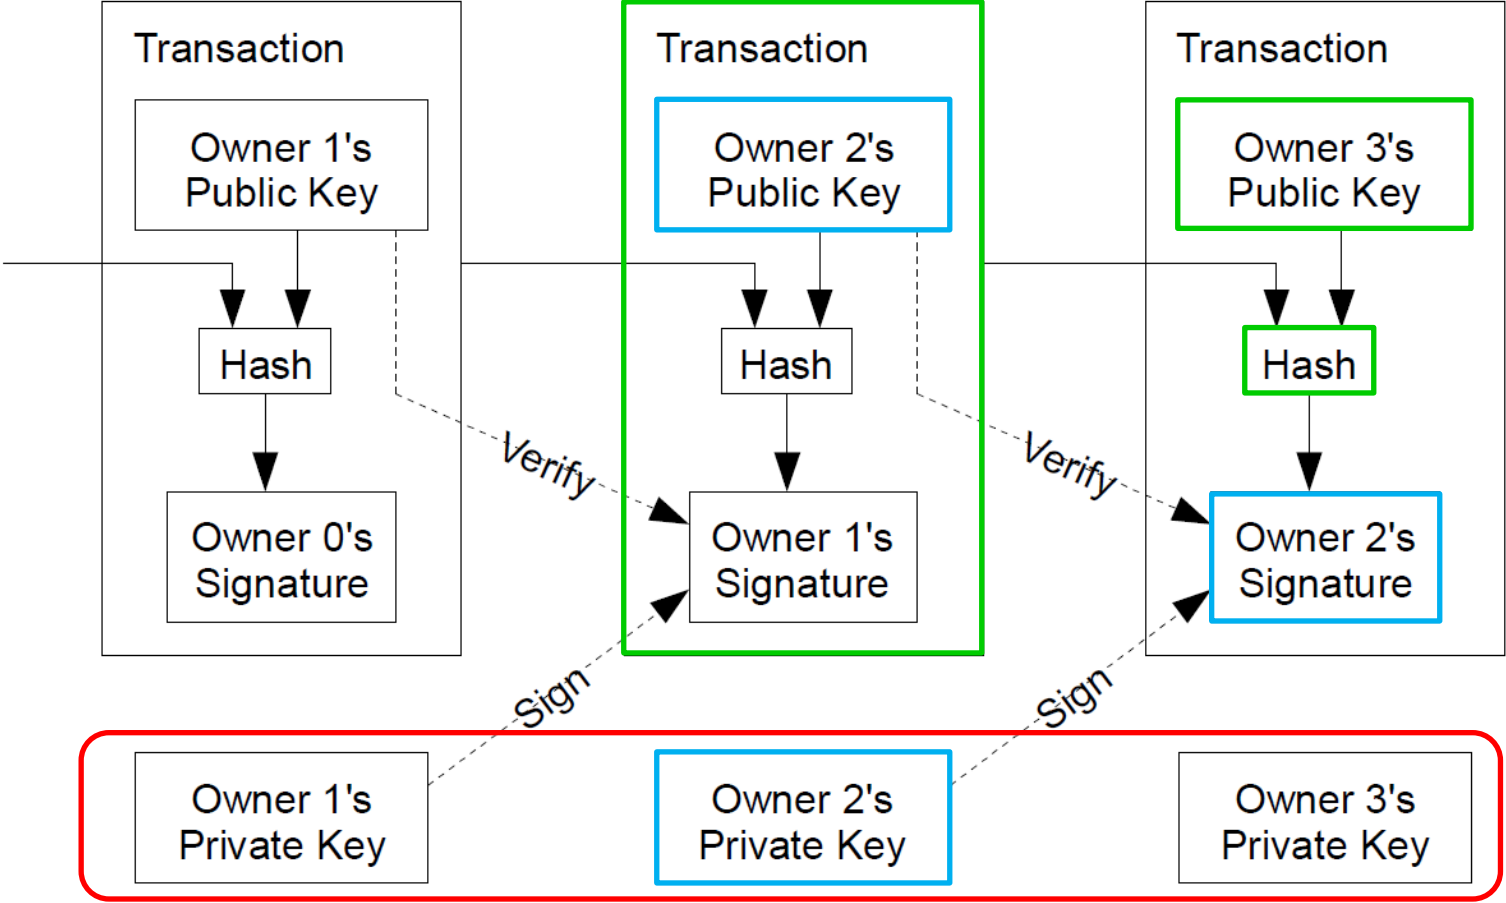 Transaction
Owner 1's
Public Key
Hash
Owner 0's
Signature
Transaction
Owner 2's
Public Key
Hash
Verify
Owner 1's
Signature
Sign
Transaction
Owner 3's
Public Key
Hash
Verify
Owner 2's
Signature
Sign
Owner 1's
Private Key
Owner 2's
Private Key
Owner 3's
Private Key